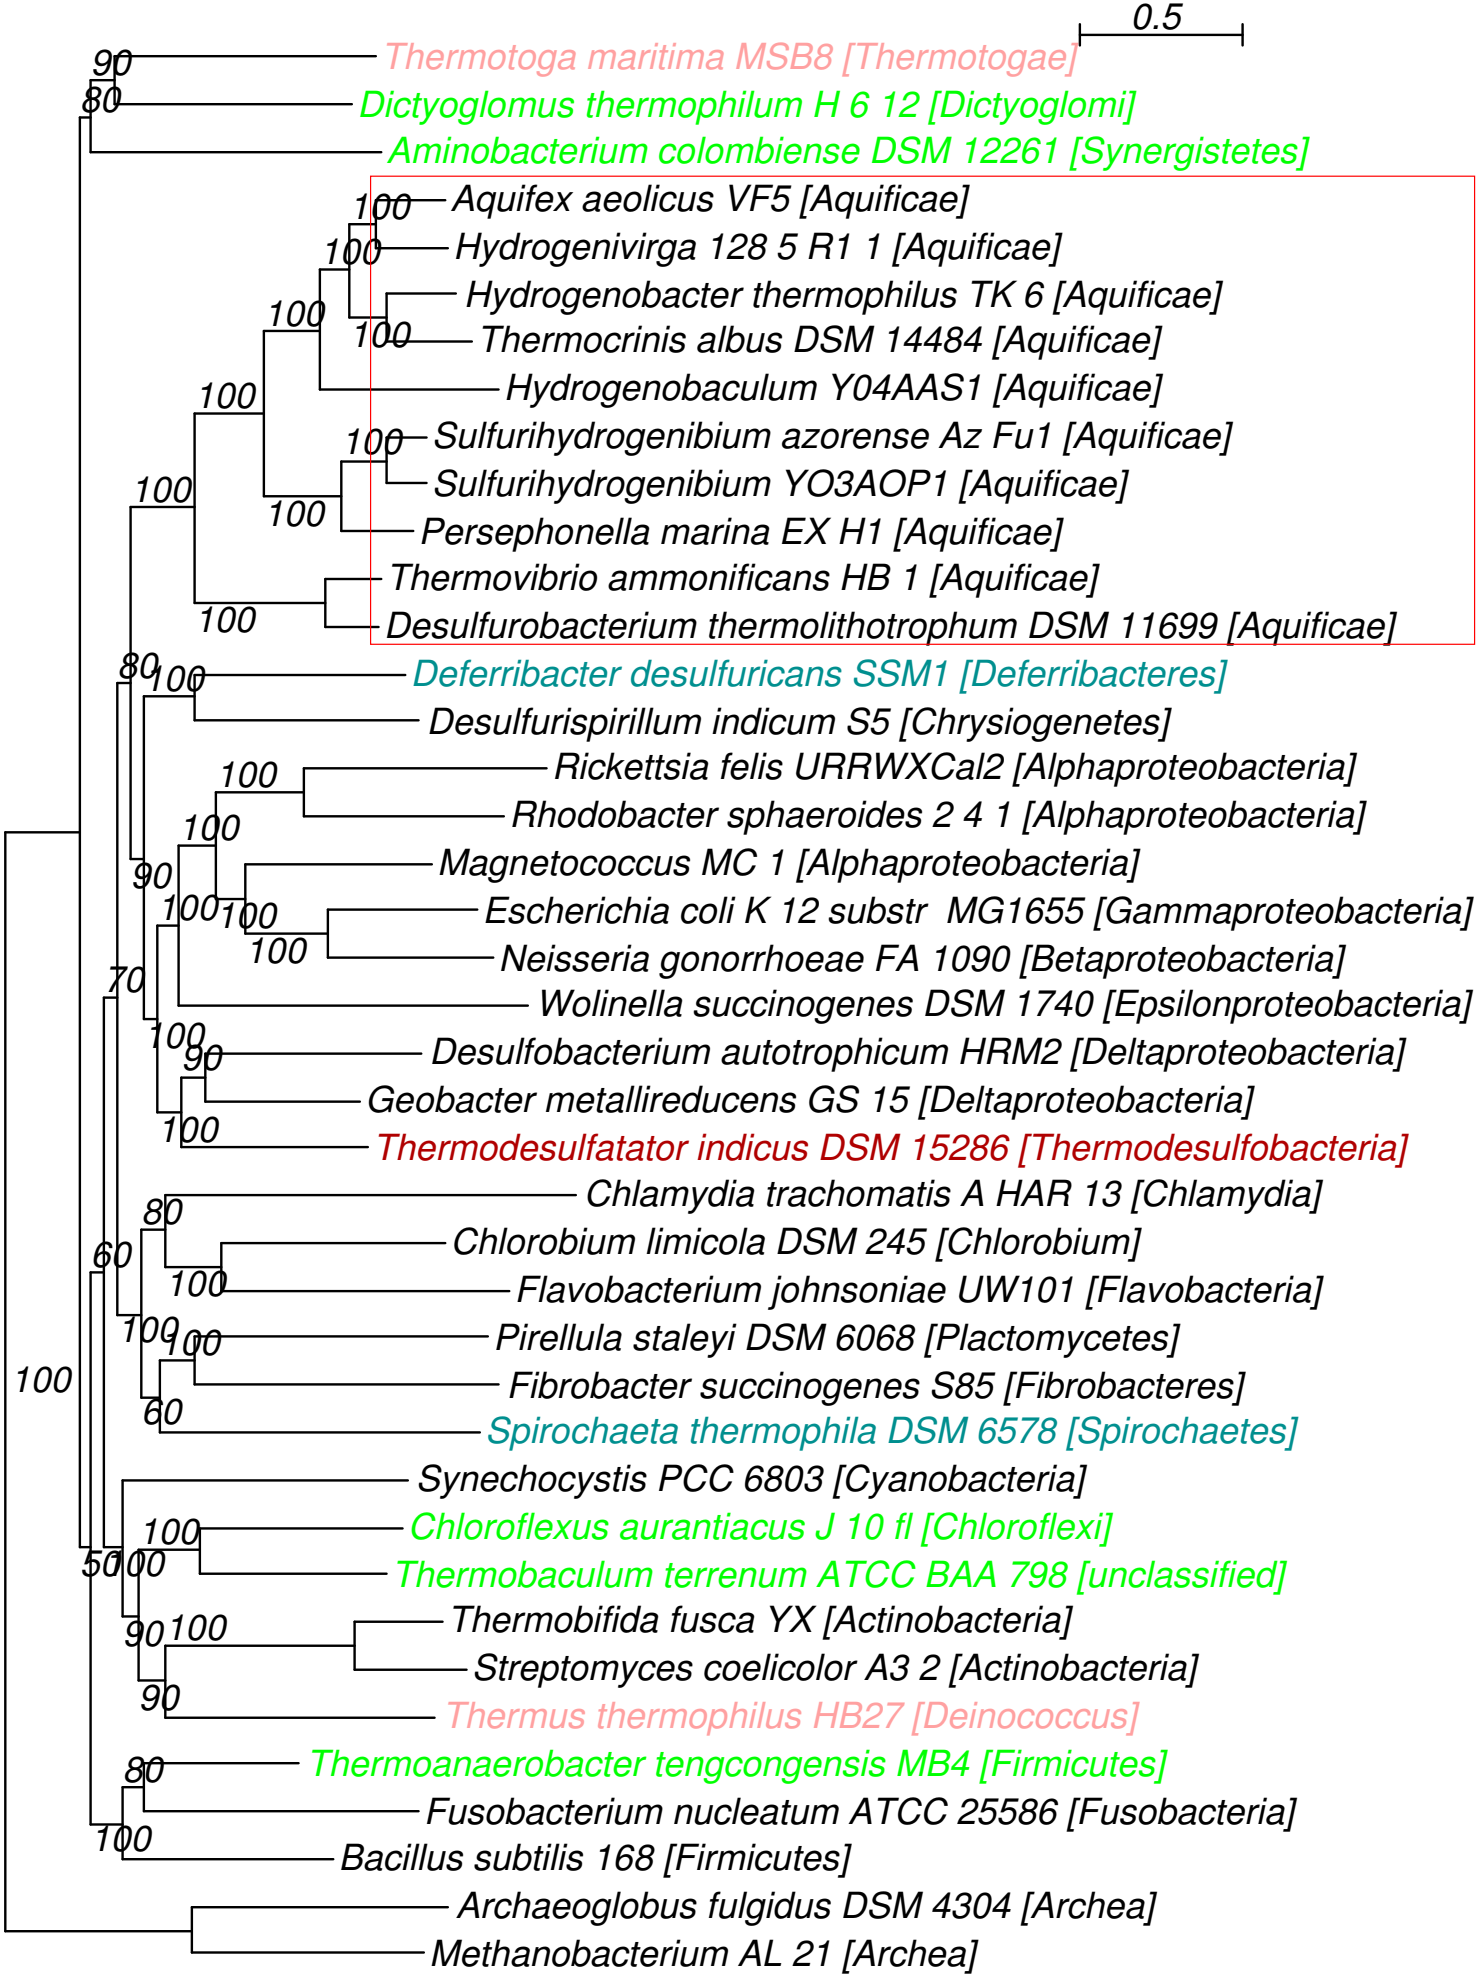 0.5
90
Thermotoga maritima MSB8 [Thermotogae]
80
Dictyoglomus thermophilum H 6 12 [Dictyoglomi]
Aminobacterium colombiense DSM 12261 [Synergistetes]
100
Aquifex aeolicus VF5 [Aquificae]
100
Hydrogenivirga 128 5 R1 1 [Aquificae]
Hydrogenobacter thermophilus TK 6 [Aquificae]
100
100
Thermocrinis albus DSM 14484 [Aquificae]
100
Hydrogenobaculum Y04AAS1 [Aquificae]
100
Sulfurihydrogenibium azorense Az Fu1 [Aquificae]
100
Sulfurihydrogenibium YO3AOP1 [Aquificae]
100
Persephonella marina EX H1 [Aquificae]
Thermovibrio ammonificans HB 1 [Aquificae]
100
Desulfurobacterium thermolithotrophum DSM 11699 [Aquificae]
80
100
Deferribacter desulfuricans SSM1 [Deferribacteres]
Desulfurispirillum indicum S5 [Chrysiogenetes]
100
Rickettsia felis URRWXCal2 [Alphaproteobacteria]
100
Rhodobacter sphaeroides 2 4 1 [Alphaproteobacteria]
90
Magnetococcus MC 1 [Alphaproteobacteria]
100
100
Escherichia coli K 12 substr MG1655 [Gammaproteobacteria]
100
Neisseria gonorrhoeae FA 1090 [Betaproteobacteria]
70
Wolinella succinogenes DSM 1740 [Epsilonproteobacteria]
100
90
Desulfobacterium autotrophicum HRM2 [Deltaproteobacteria]
Geobacter metallireducens GS 15 [Deltaproteobacteria]
100
Thermodesulfatator indicus DSM 15286 [Thermodesulfobacteria]
80
Chlamydia trachomatis A HAR 13 [Chlamydia]
60
Chlorobium limicola DSM 245 [Chlorobium]
100
Flavobacterium johnsoniae UW101 [Flavobacteria]
100
100
Pirellula staleyi DSM 6068 [Plactomycetes]
100
Fibrobacter succinogenes S85 [Fibrobacteres]
60
Spirochaeta thermophila DSM 6578 [Spirochaetes]
Synechocystis PCC 6803 [Cyanobacteria]
100
Chloroflexus aurantiacus J 10 fl [Chloroflexi]
50
100
Thermobaculum terrenum ATCC BAA 798 [unclassified]
90
100
Thermobifida fusca YX [Actinobacteria]
Streptomyces coelicolor A3 2 [Actinobacteria]
90
Thermus thermophilus HB27 [Deinococcus]
80
Thermoanaerobacter tengcongensis MB4 [Firmicutes]
Fusobacterium nucleatum ATCC 25586 [Fusobacteria]
100
Bacillus subtilis 168 [Firmicutes]
Archaeoglobus fulgidus DSM 4304 [Archea]
Methanobacterium AL 21 [Archea]